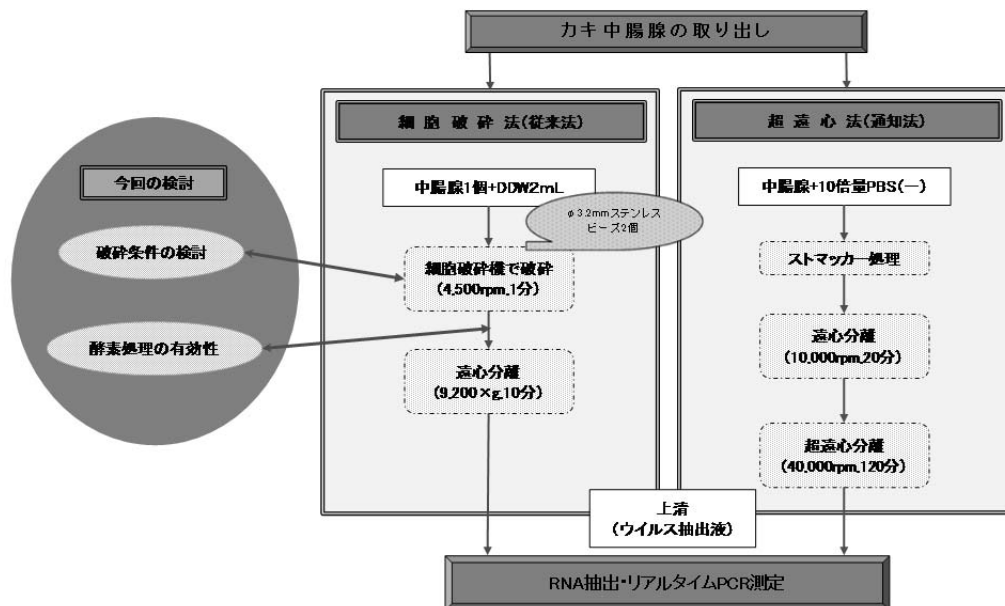 カキ中腸腺の取り出し
細胞破砕法(従来法)
超遠心法(通知法)
今回の検討
破砕条件の検討
酵素処理の有効性
中腸腺1個+DDW2mL
φ3.2mmステンレス
ビーズ2個
細胞破砕機で破砕
(4,500rpm,1分)
遠心分離
(9,200×g,10分)
中腸腺+10倍量PBS(-)
ストマッカー処理
遠心分離
(10,000rpm,20分)
超遠心分離
(40,000rpm,120分)
上清
(ウイルス抽出液)
RNA抽出・リアルタイムPCR測定